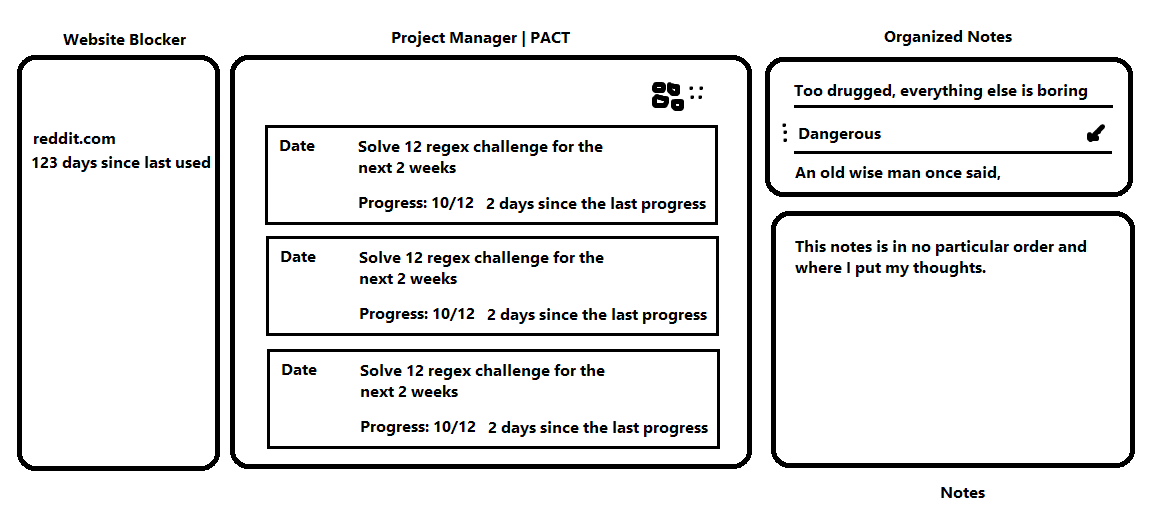 Website Blocker
reddit.com
123 days since last used
Project Manager | PACT
Date
Solve 12 regex challenge for the
next 2 weeks
Progress: 10/12 2 days since the last progress
Date
Solve 12 regex challenge for the
next 2 weeks
Progress: 10/12 2 days since the last progress
Date
Solve 12 regex challenge for the
next 2 weeks
Progress: 10/12 2 days since the last progress
Organized Notes
Too drugged, everything else is boring
Dangerous
An old wise man once said,
This notes is in no particular order and
where I put my thoughts.
Notes